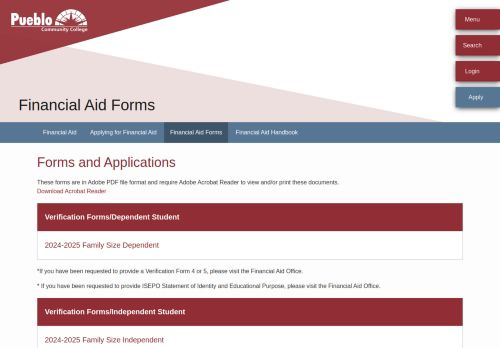 Pueblo
Community College
Menu
Search
Login
Apply
Financial Aid Forms
Financial Aid
Applying for Financial Aid
Financial Aid Forms
Financial Aid Handbook
Forms and Applications
These forms are in Adobe PDF file format and require Adobe Acrobat Reader to view and/or print these documents.
Download Acrobat Reader
Verification Forms/Dependent Student
2024-2025 Family Size Dependent
*If you have been requested to provide a Verification Form 4 or 5, please visit the Financial Aid Office.
* If you have been requested to provide ISEPO Statement of Identity and Educational Purpose, please visit the Financial Aid Office.
Verification Forms/Independent Student
2024-2025 Family Size Independent